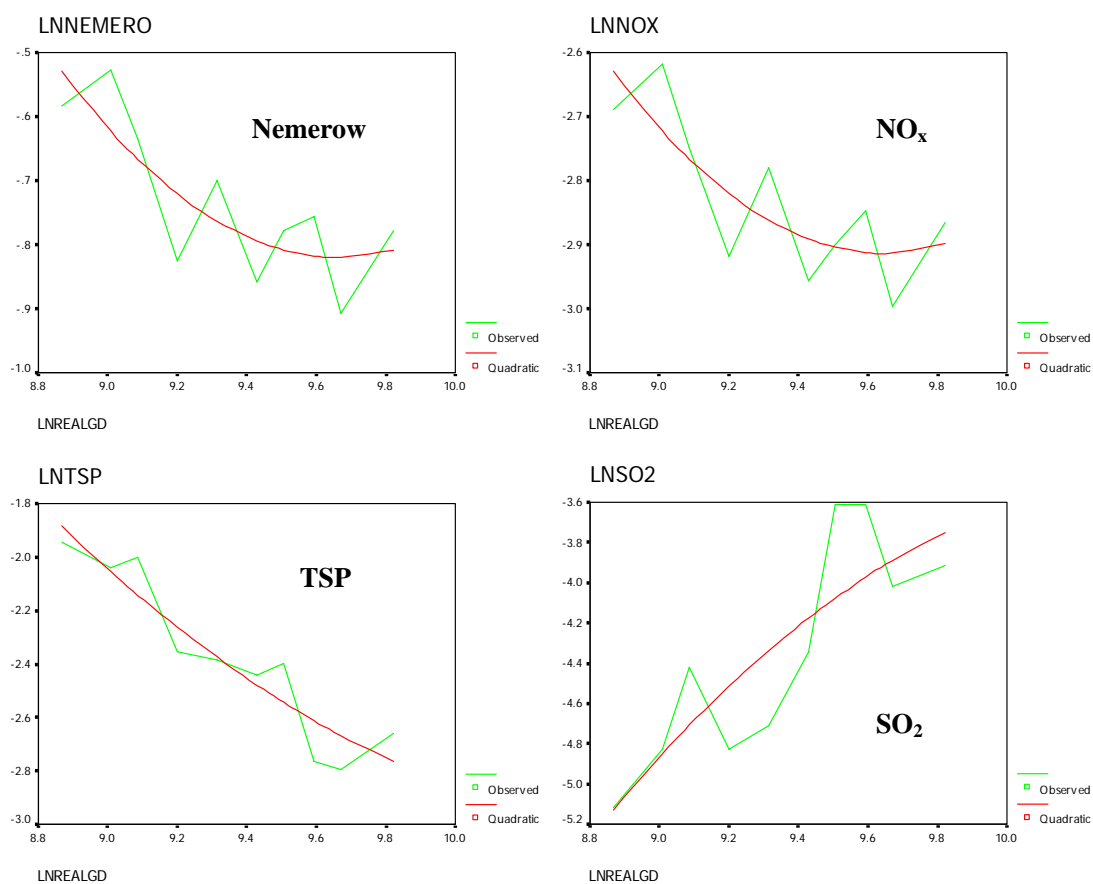 LNNEMERO
-.5
-.6
-.7
-.8
-.9
-1.0
8.8 9.0 9.2 9.4 9.6 9.8 10.0
Nemerow
Observed
Quadratic
LNREALGD
LNNOX
-2.6
-2.7
-2.8
-2.9
-3.0
-3.1
8.8 9.0 9.2 9.4 9.6 9.8 10.0
NOx
Observed
Quadratic
LNREALGD
LNTSP
-1.8
-2.0
-2.2
-2.4
-2.6
-2.8
-3.0
8.8 9.0 9.2 9.4 9.6 9.8 10.0
TSP
Observed
Quadratic
LNREALGD
LNSO2
-3.6
-3.8
-4.0
-4.2
-4.4
-4.6
-4.8
-5.0
-5.2
8.8 9.0 9.2 9.4 9.6 9.8 10.0
SO2
Observed
Quadratic
LNREALGD